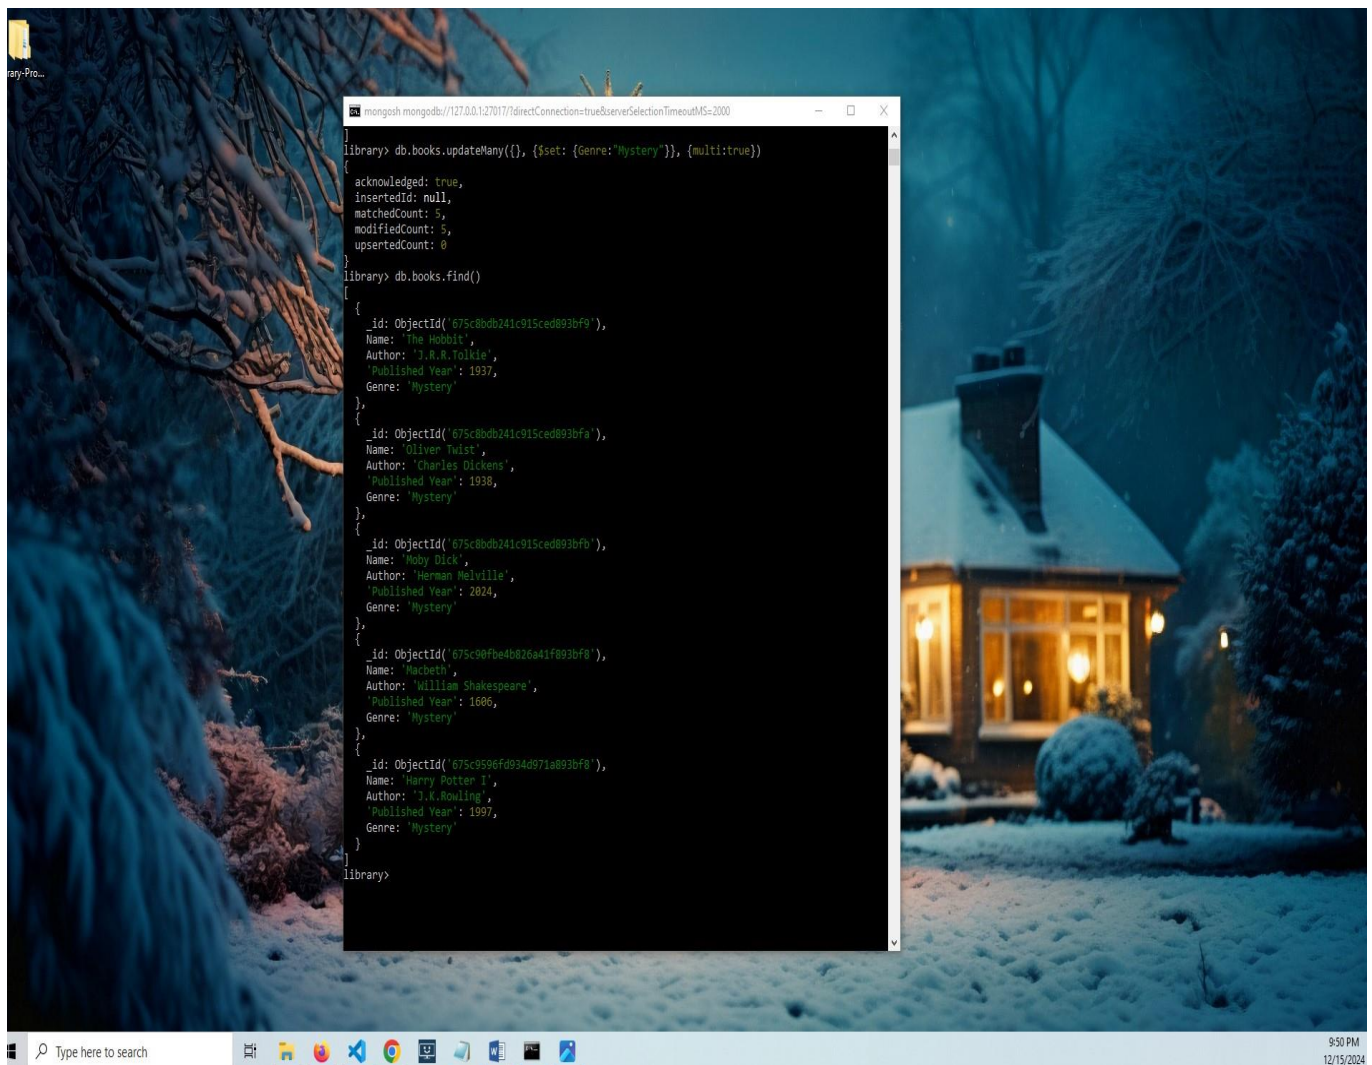 rary-Pro...
mongosh mongodb://127.0.0.1:27017/?directConnection=true&serverSelectionTimeoutMS=2000
]
library> db.books.updateMany({}, {$set: {Genre:"Mystery"}}, {multi:true})
{
acknowledged: true,
insertedId: null,
matchedCount: 5,
modifiedCount: 5,
upsertedCount: 0
}
library> db.books.find()
[
{
_id: ObjectId('675c8bdb241c915ced893bf9'),
Name: 'The Hobbit',
Author: 'J.R.R.Tolkie',
'Published Year': 1937,
Genre: 'Mystery'
},
{
_id: ObjectId('675c8bdb241c915ced893bfa'),
Name: 'Oliver Twist',
Author: 'Charles Dickens',
'Published Year': 1938,
Genre: 'Mystery'
},
{
_id: ObjectId('675c8bdb241c915ced893bfb'),
Name: 'Moby Dick',
Author: 'Herman Melville',
'Published Year': 2024,
Genre: 'Mystery'
},
{
_id: ObjectId('675c90fbe4b826a41f893bf8'),
Name: 'Macbeth',
Author: 'William Shakespeare',
'Published Year': 1606,
Genre: 'Mystery'
},
{
_id: ObjectId('675c9596fd934d971a893bf8'),
Name: 'Harry Potter I',
Author: 'J.K.Rowling',
'Published Year': 1997,
Genre: 'Mystery'
}
]
library>
Type here to search
9:50 PM
12/15/2024